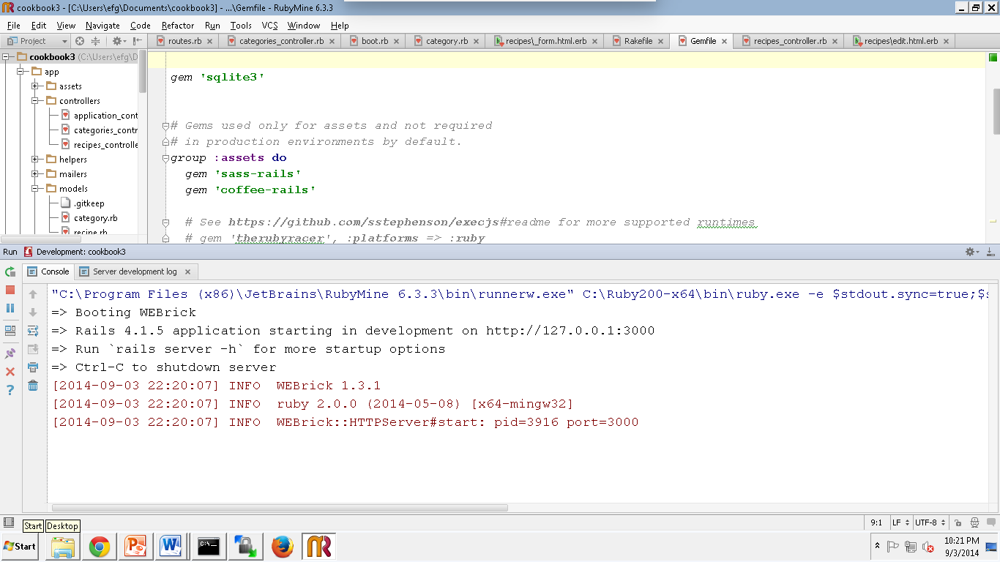 cookbook3 - [C:\Users\efg\Documents\cookbook3] - ...\Gemfile - RubyMine 6.3.3
File Edit View Navigate Code Refactor Run Tools VCS Window Help
Project
routes.rb categories_controller.rb boot.rb category.rb recipes\_form.html.erb Rakefile Gemfile recipes_controller.rb recipes\edit.html.erb
cookbook3 (C:\Users\efg\D
app
assets
controllers
application_cont
categories_contr
recipes_controlle
helpers
mailers
models
.gitkeep
category.rb
recipe.rb
gem 'sqlite3'
# Gems used only for assets and not required
# in production environments by default.
group :assets do
gem 'sass-rails'
gem 'coffee-rails'
# See https://github.com/sstephenson/execjs#readme for more supported runtimes
# gem 'therubyracer', :platforms => :ruby
Run Development: cookbook3
Console Server development log
"C:\Program Files (x86)\JetBrains\RubyMine 6.3.3\bin\runnerw.exe" C:\Ruby200-x64\bin\ruby.exe -e $stdout.sync=true;$s
=> Booting WEBrick
=> Rails 4.1.5 application starting in development on http://127.0.0.1:3000
=> Run `rails server -h` for more startup options
=> Ctrl-C to shutdown server
[2014-09-03 22:20:07] INFO  WEBrick 1.3.1
[2014-09-03 22:20:07] INFO  ruby 2.0.0 (2014-05-08) [x64-mingw32]
[2014-09-03 22:20:07] INFO  WEBrick::HTTPServer#start: pid=3916 port=3000
9:1 LF UTF-8
Start Desktop
Start
10:21 PM
9/3/2014